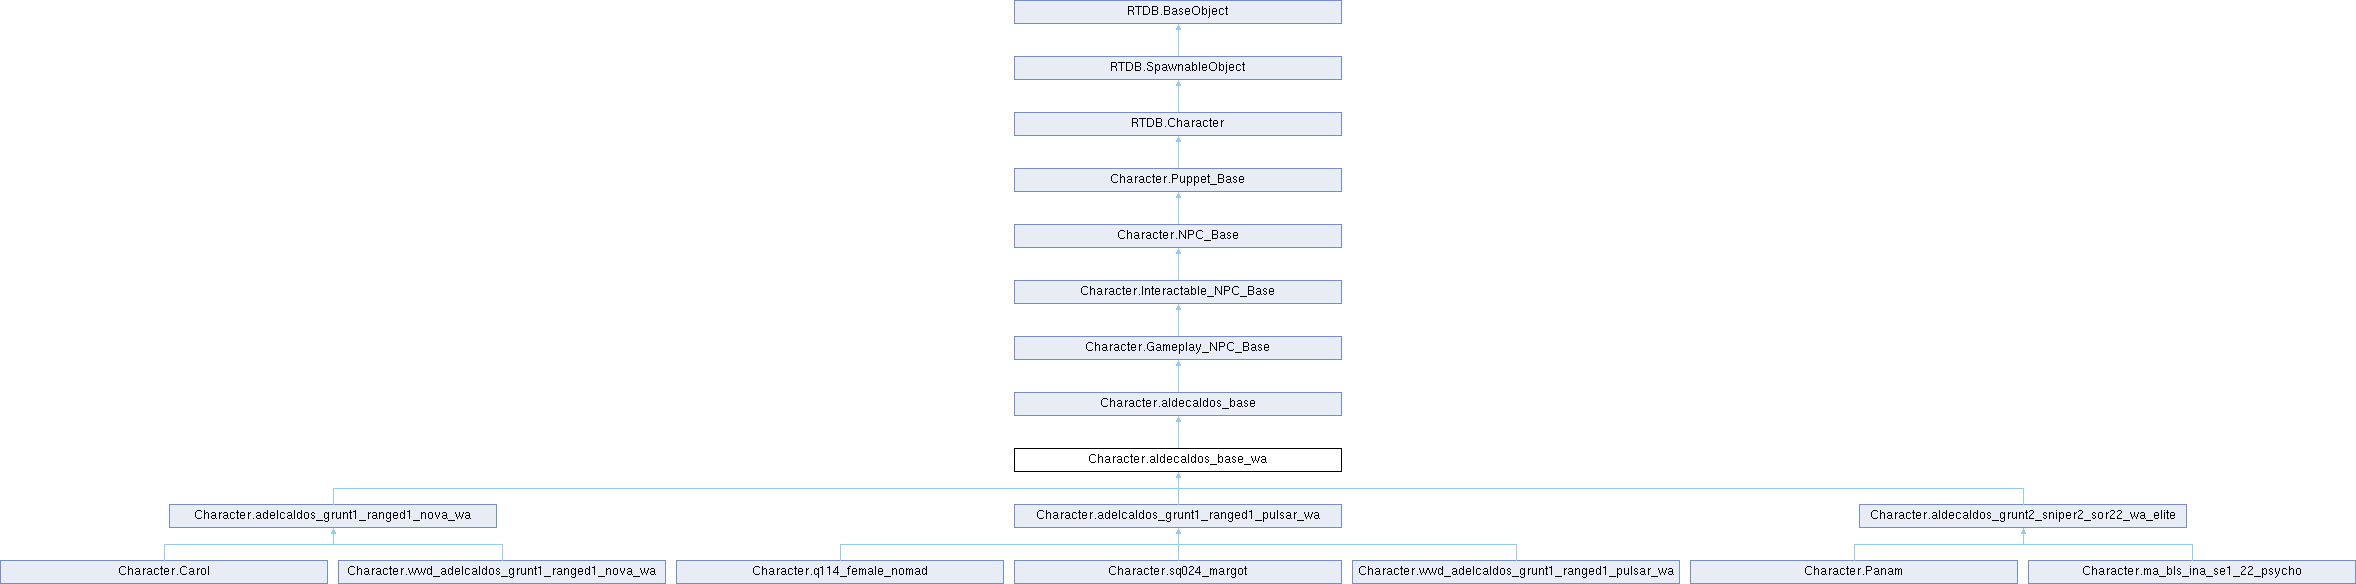 RTDB.BaseObject
RTDB.SpawnableObject
RTDB.Character
Character.Puppet_Base
Character.NPC_Base
Character.Interactable_NPC_Base
Character.Gameplay_NPC_Base
Character.aldecaldos_base
Character.aldecaldos_base_wa
Character.adelcaldos_grunt1_ranged1_nova_wa
Character.adelcaldos_grunt1_ranged1_pulsar_wa
Character.aldecaldos_grunt2_sniper2_sor22_wa_elite
Character.Carol
Character.wwd_adelcaldos_grunt1_ranged1_nova_wa
Character.q114_female_nomad
Character.sq024_margot
Character.wwd_adelcaldos_grunt1_ranged1_pulsar_wa
Character.Panam
Character.ma_bls_ina_se1_22_psycho